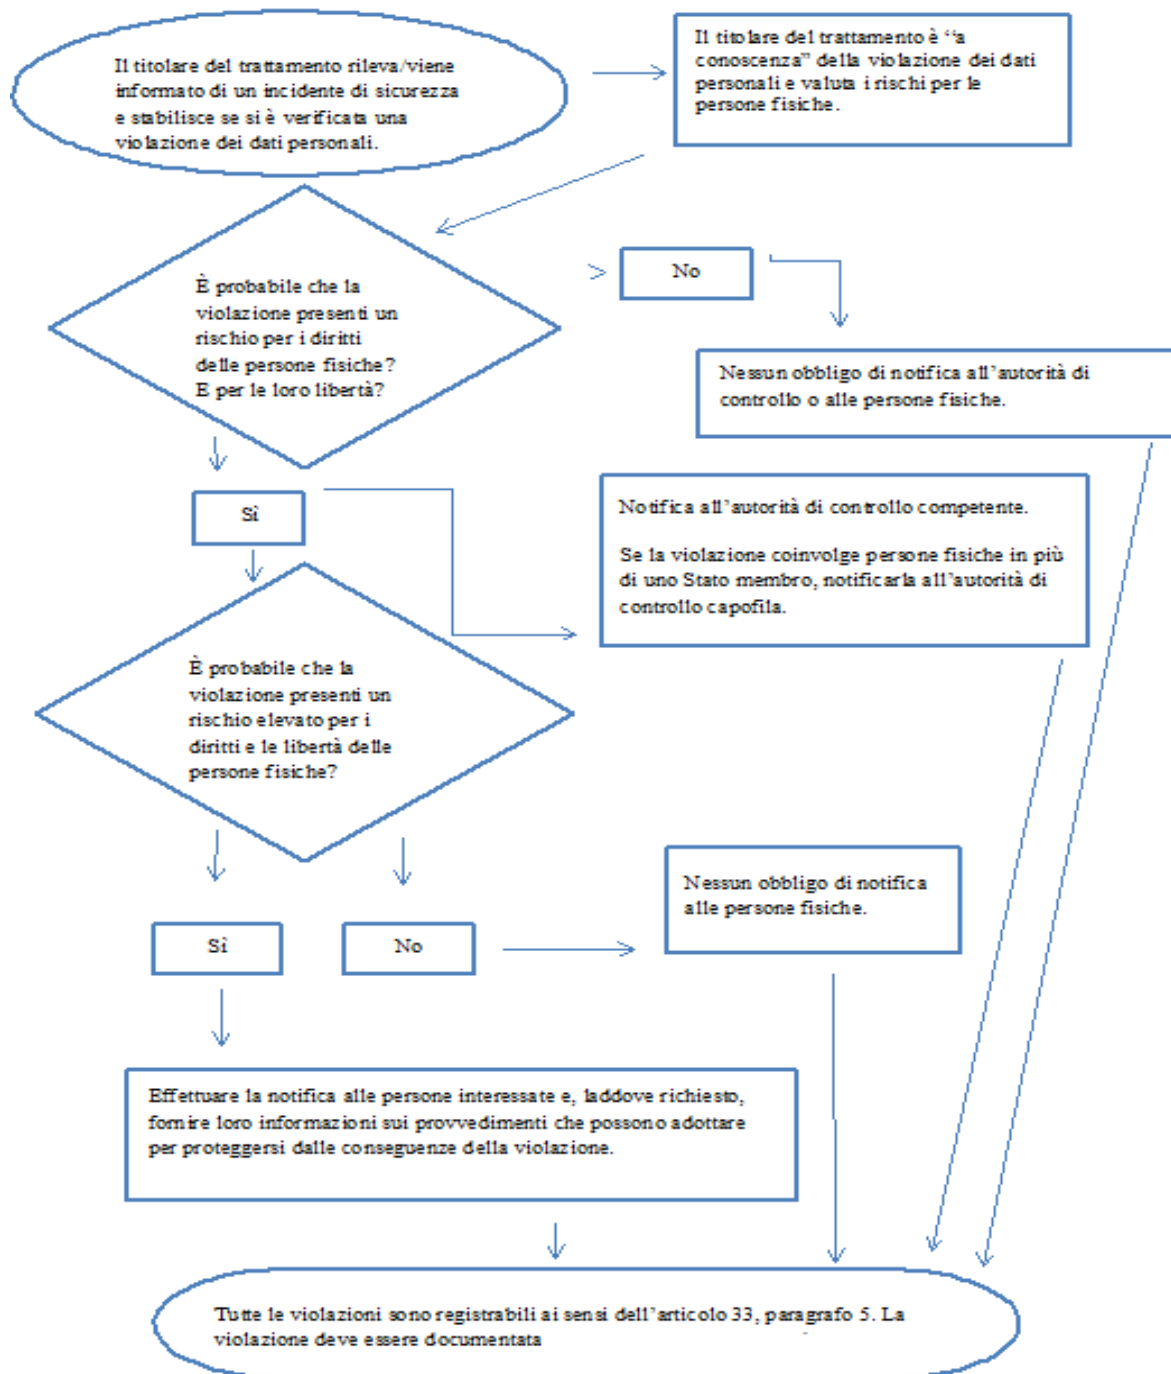 Il titolare del trattamento rileva/viene
informato di un incidente di sicurezza
e stabilisce se si è verificata una
violazione dei dati personali.
Il titolare del trattamento è “a
conoscenza” della violazione dei dati
personali e valuta i rischi per le
persone fisiche.
È probabile che la
violazione presenti un
rischio per i diritti
delle persone fisiche?
E per le loro libertà?
No
Nessun obbligo di notifica all’autorità di
controllo o alle persone fisiche.
Sì
Notifica all’autorità di controllo competente.
Se la violazione coinvolge persone fisiche in più
di uno Stato membro, notificarla all’autorità di
controllo capofila.
È probabile che la
violazione presenti un
rischio elevato per i
diritti e le libertà delle
persone fisiche?
Sì
No
Nessun obbligo di notifica
alle persone fisiche.
Effettuare la notifica alle persone interessate e, laddove richiesto,
fornire loro informazioni sui provvedimenti che possono adottare
per proteggersi dalle conseguenze della violazione.
Tutte le violazioni sono registrabili ai sensi dell’articolo 33, paragrafo 5. La
violazione deve essere documentata